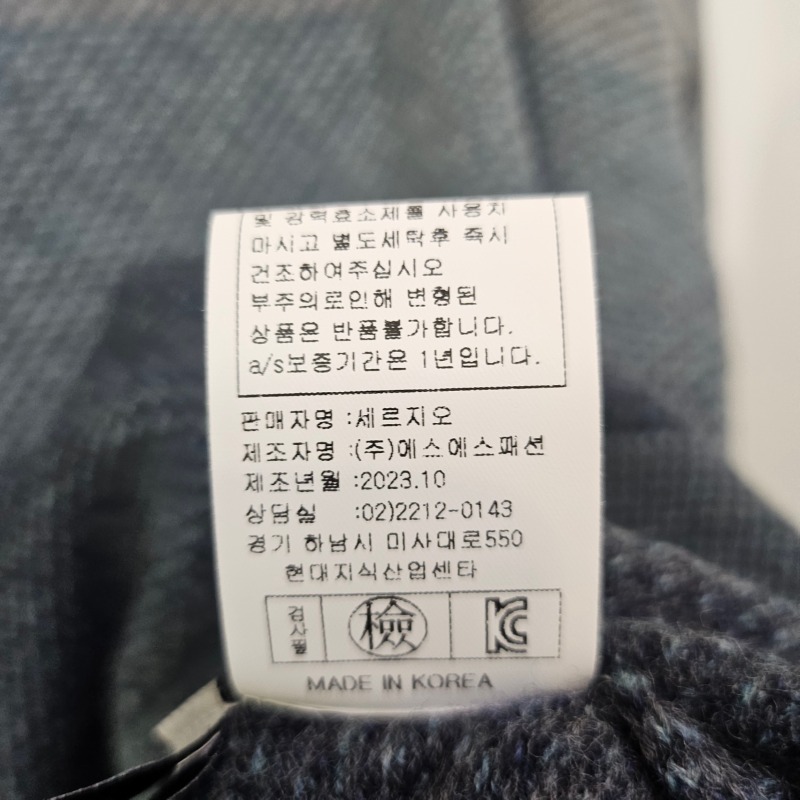 및 강력효소제를 사용치
마시고 별도세탁후 즉시
건조하여주십시오
부주의로인해 변형된
상품은 반품불가합니다.
a/s보증기간은 1년입니다.
판매자명 :세르지오
제조자명 :(주)에스에스패션
제조년월 :2023.10
상담실 :02)2212-0143
경기 하남시 미사대로550
현대지식산업센타
검사필 檢 KC
MADE IN KOREA